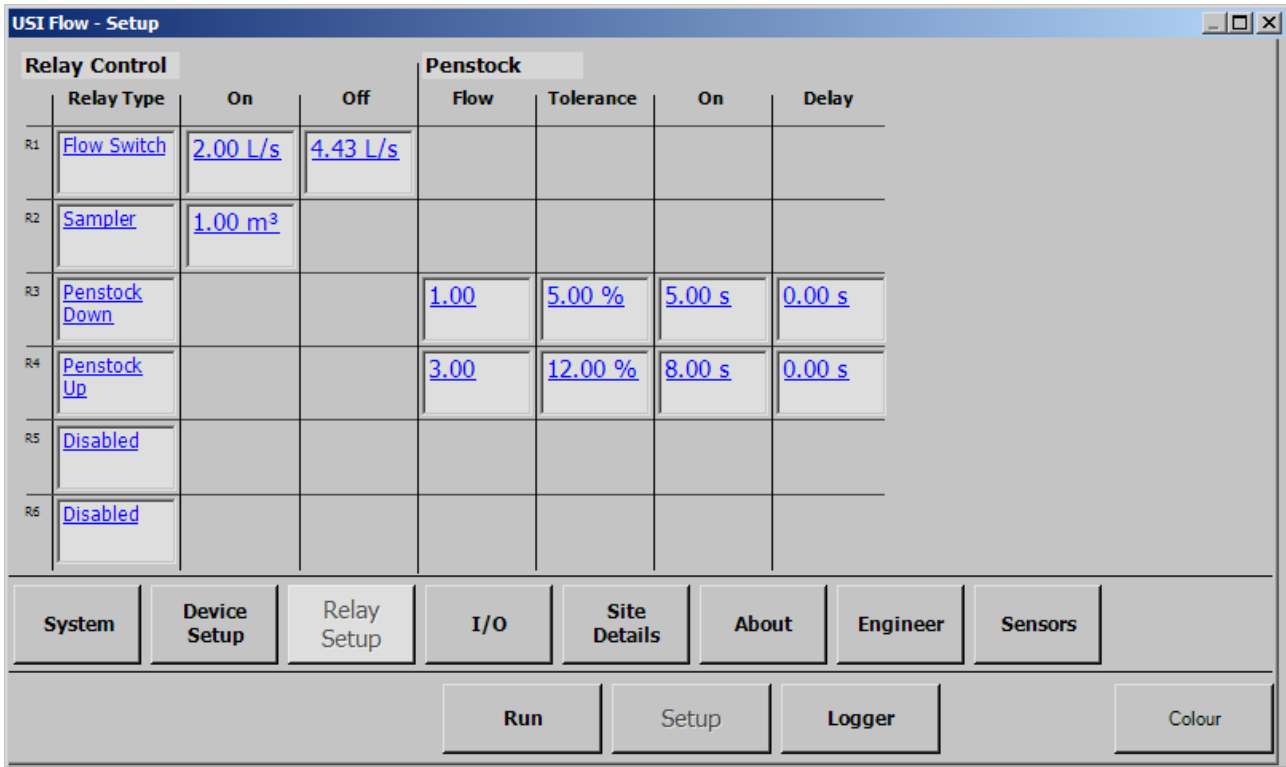 USI Flow - Setup
Relay Control Penstock
Relay Type On Off Flow Tolerance On Delay
R1 Flow Switch 2.00 L/s 4.43 L/s
R2 Sampler 1.00 m³
R3 Penstock Down 1.00 5.00 % 5.00 s 0.00 s
R4 Penstock Up 3.00 12.00 % 8.00 s 0.00 s
R5 Disabled
R6 Disabled
System Device Setup Relay Setup I/O Site Details About Engineer Sensors
Run Setup Logger Colour